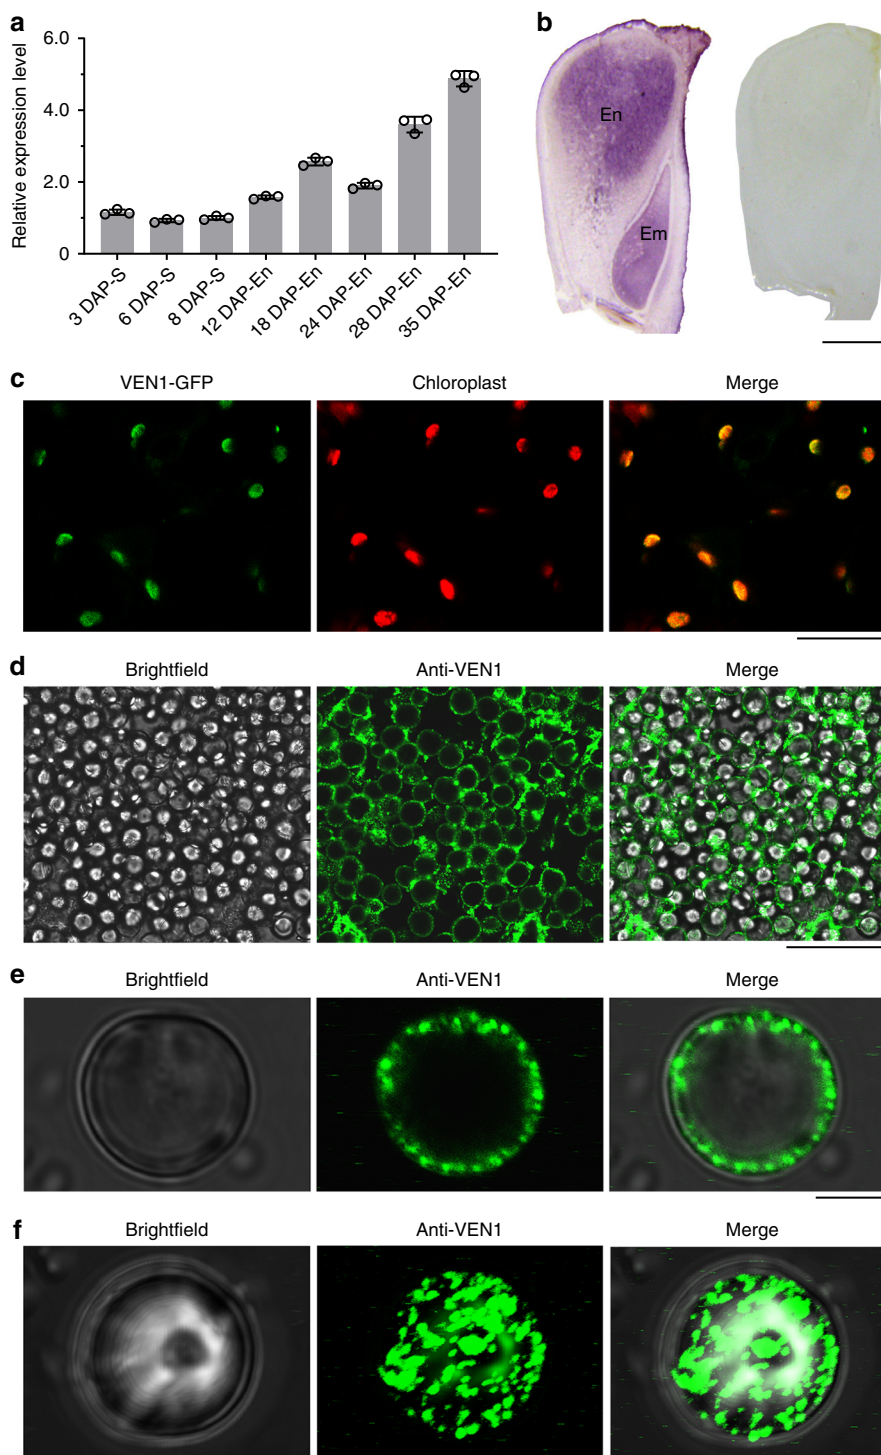 a
Relative expression level
6.0
4.0
2.0
0
3 DAP-S
6 DAP-S
8 DAP-S
12 DAP-En
18 DAP-En
24 DAP-En
28 DAP-En
35 DAP-En
b
En
Em
c
VEN1-GFP Chloroplast Merge
d
Brightfield Anti-VEN1 Merge
e
Brightfield Anti-VEN1 Merge
f
Brightfield Anti-VEN1 Merge